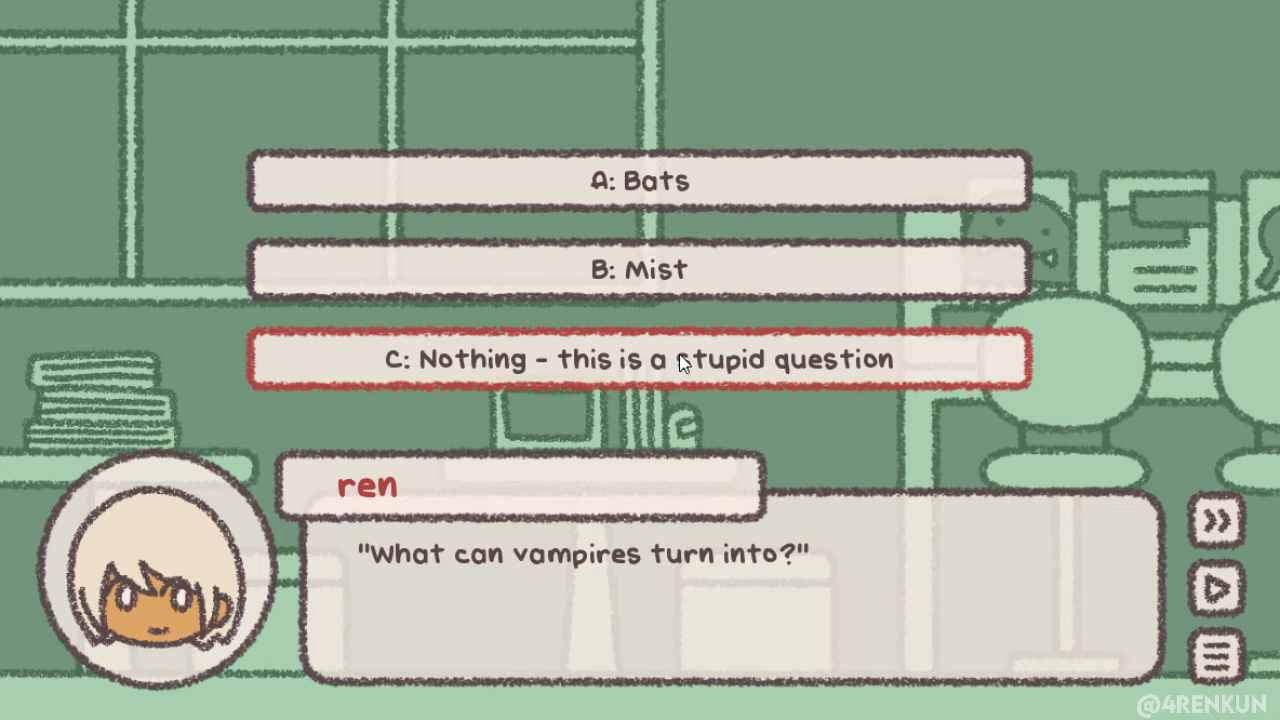 A: Bats
B: Mist
C: Nothing - this is a stupid question
ren
"What can vampires turn into?"
@4RENKUN